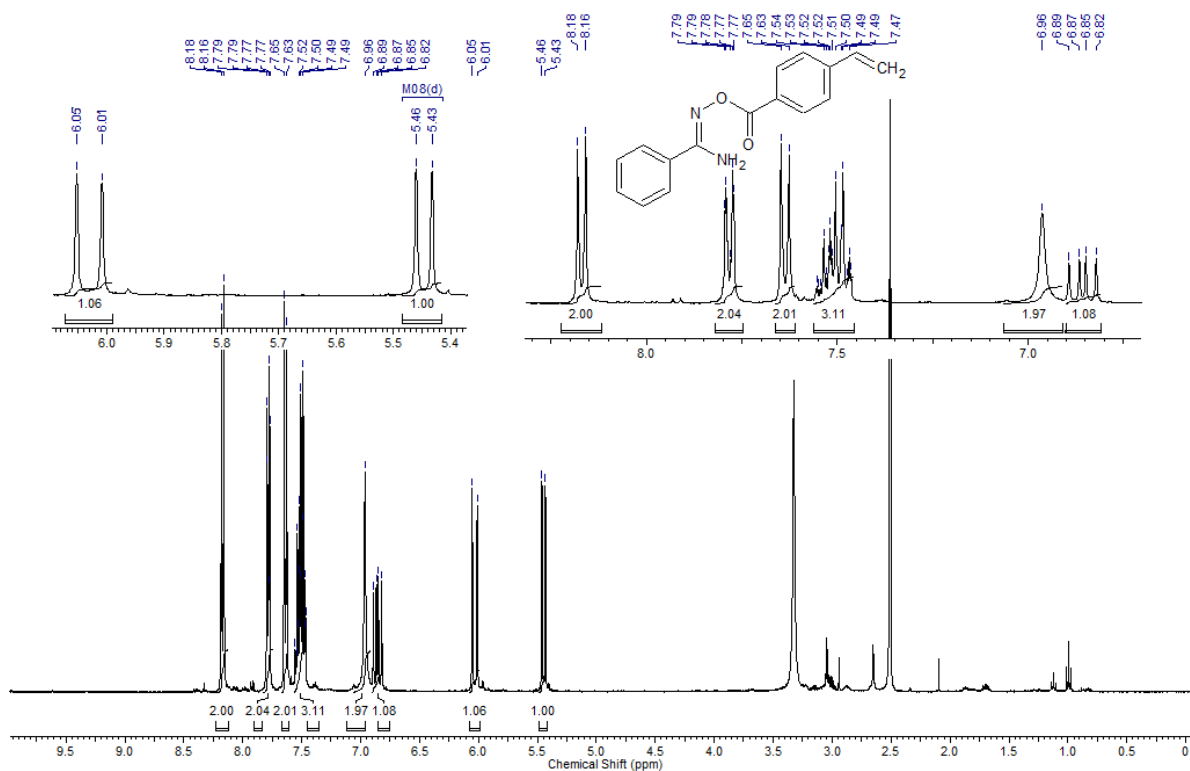 8.18 8.16 7.79 7.79 7.77 7.77 7.65 7.63 7.52 7.50 7.49 7.49 6.96 6.89 6.87 6.85 6.82 6.05 6.01 5.46 5.43
8.18 8.16 7.79 7.79 7.78 7.77 7.77 7.65 7.63 7.54 7.53 7.52 7.52 7.51 7.50 7.49 7.49 7.47 6.96 6.89 6.87 6.85 6.82
M08(d)
6.05 6.01 5.46 5.43
1.06 1.00
6.0 5.9 5.8 5.7 5.6 5.5 5.4
CH2
O
N
O
NH2
2.00 2.04 2.01 3.11 1.97 1.08
8.0 7.5 7.0
2.00 2.04 2.01 3.11 1.97 1.08 1.06 1.00
9.5 9.0 8.5 8.0 7.5 7.0 6.5 6.0 5.5 5.0 4.5 4.0 3.5 3.0 2.5 2.0 1.5 1.0 0.5 0
Chemical Shift (ppm)